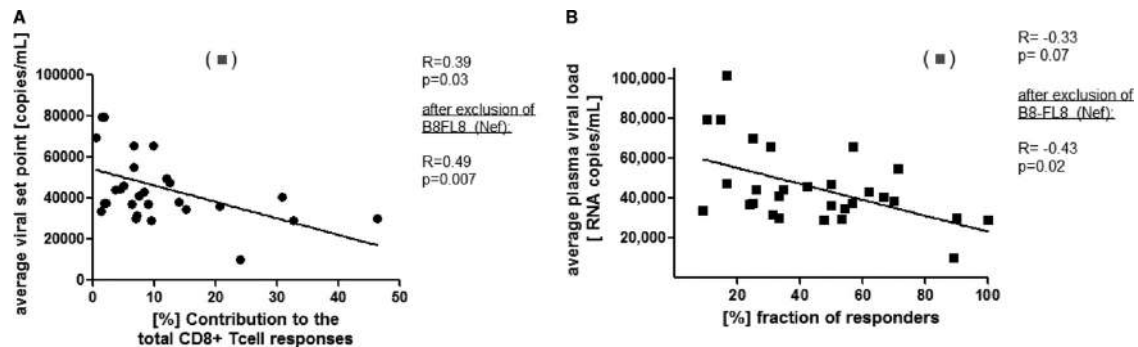 A
average viral set point [copies/mL]
100000
80000
60000
40000
20000
0
0 10 20 30 40 50
[%] Contribution to the
total CD8+ Tcell responses
( )
R=0.39
p=0.03
after exclusion of
B8FL8 (Nef):
R=0.49
p=0.007
B
average plasma viral load
[ RNA copies/mL]
100,000
80,000
60,000
40,000
20,000
20 40 60 80 100
[%] fraction of responders
( )
R= -0.33
p= 0.07
after exclusion of
B8-FL8 (Nef):
R= -0.43
p=0.02